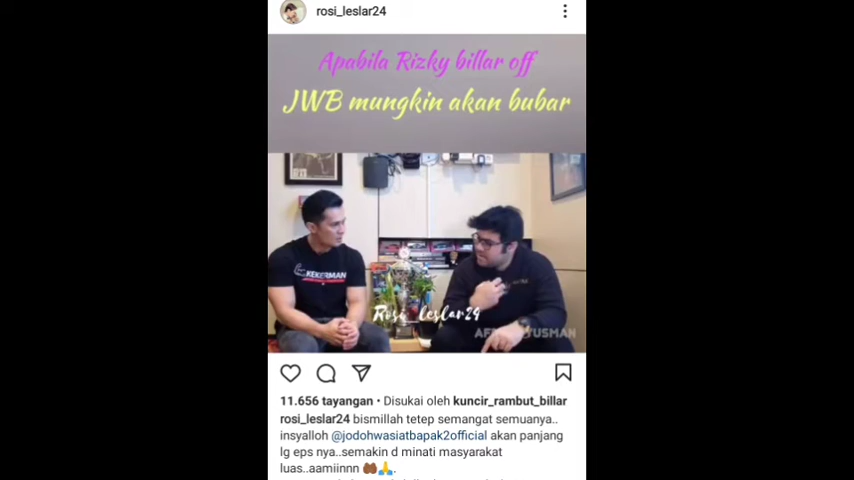 rosi_leslar24
Apabila Rizky billar off
JWB mungkin akan bubar
KEKERMAN
Rosi_leslar24
YUSMAN
11.656 tayangan • Disukai oleh kuncir_rambut_billar
rosi_leslar24 bismillah tetep semangat semuanya..
insyalloh @jodohwasiatbapak2official akan panjang
lg eps nya..semakin d minati masyarakat
luas..aamiinnn 🤲🏾🙏.